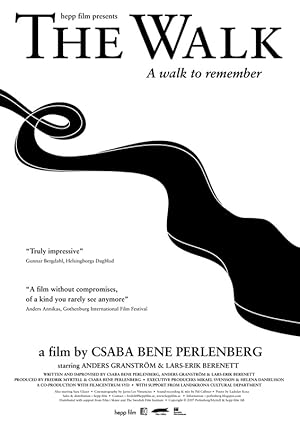 hepp film presents
THE WALK
A walk to remember
"Truly impressive"
Gunnar Bergdahl, Helsingborgs Dagblad
"A film without compromises,
of a kind you rarely see anymore"
Anders Annikas, Gothenburg International Film Festival
a film by CSABA BENE PERLENBERG
starring ANDERS GRANSTRÖM & LARS-ERIK BERENETT
WRITTEN AND IMPROVISED BY CSABA BENE PERLENBERG, ANDERS GRANSTRÖM & LARS-ERIK BERENETT
PRODUCED BY FREDRIK MYRTELL & CSABA BENE PERLENBERG • EXECUTIVE PRODUCERS MIKAEL SVENSSON & HELENA DANIELSSON
A CO-PRODUCTION WITH FILMCENTRUM SYD • WITH SUPPORT FROM LANDSKRONA CULTURAL DEPARTMENT
hepp film